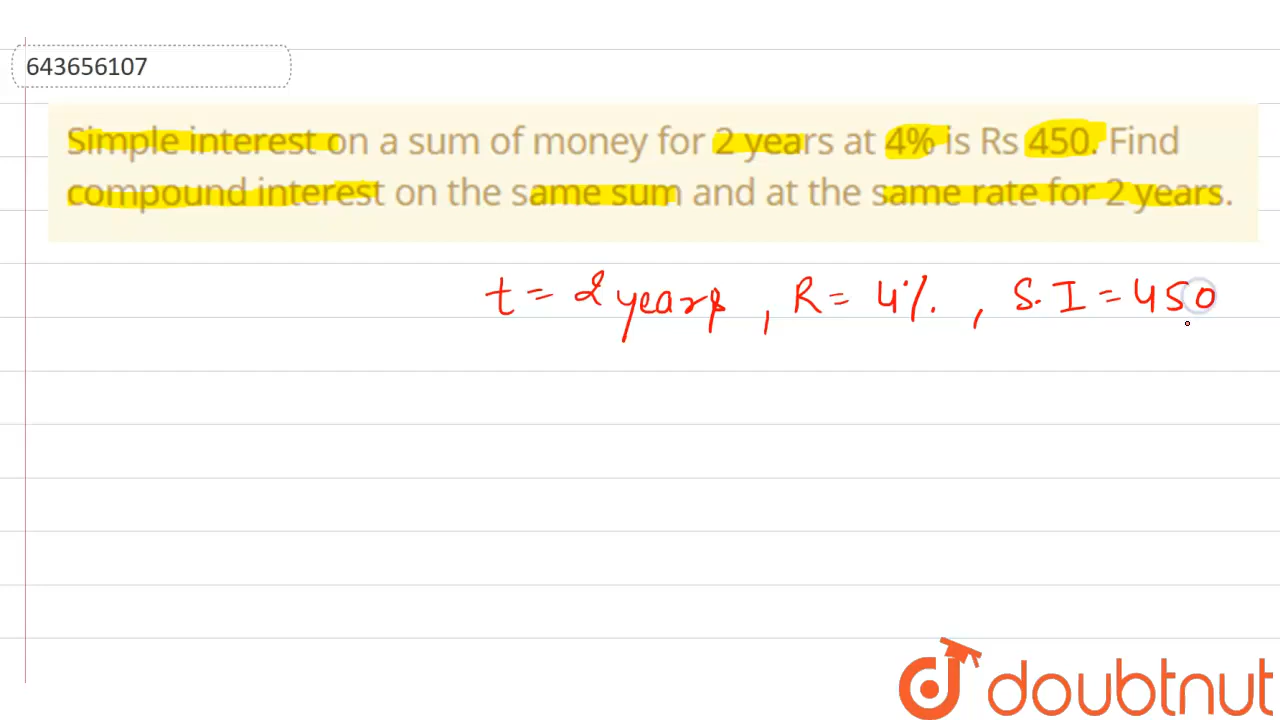 643656107
Simple interest on a sum of money for 2 years at 4% is Rs 450. Find
compound interest on the same sum and at the same rate for 2 years.
t = 2 years , R = 4% , S.I = 450
doubtnut